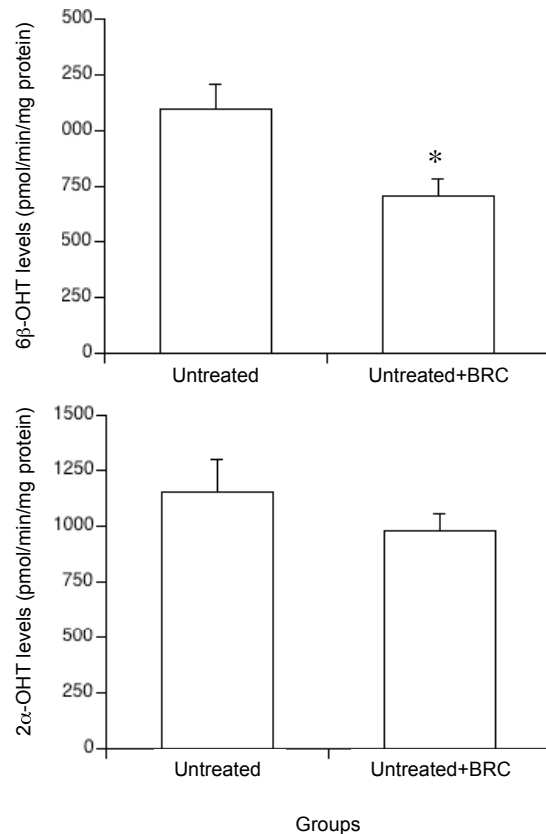 6β-OHT levels (pmol/min/mg protein)
500
250
000
750
500
250
0
*
Untreated
Untreated+BRC
2α-OHT levels (pmol/min/mg protein)
1500
1250
1000
750
500
250
0
Untreated
Untreated+BRC
Groups